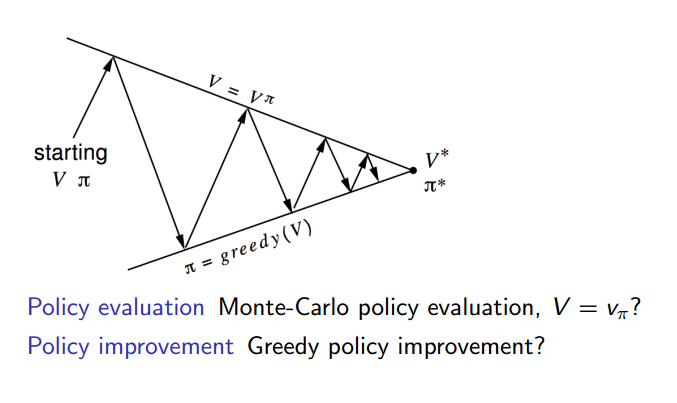 V = Vπ
starting
V π
V*
π*
π = greedy(V)
Policy evaluation Monte-Carlo policy evaluation, V = vπ?
Policy improvement Greedy policy improvement?